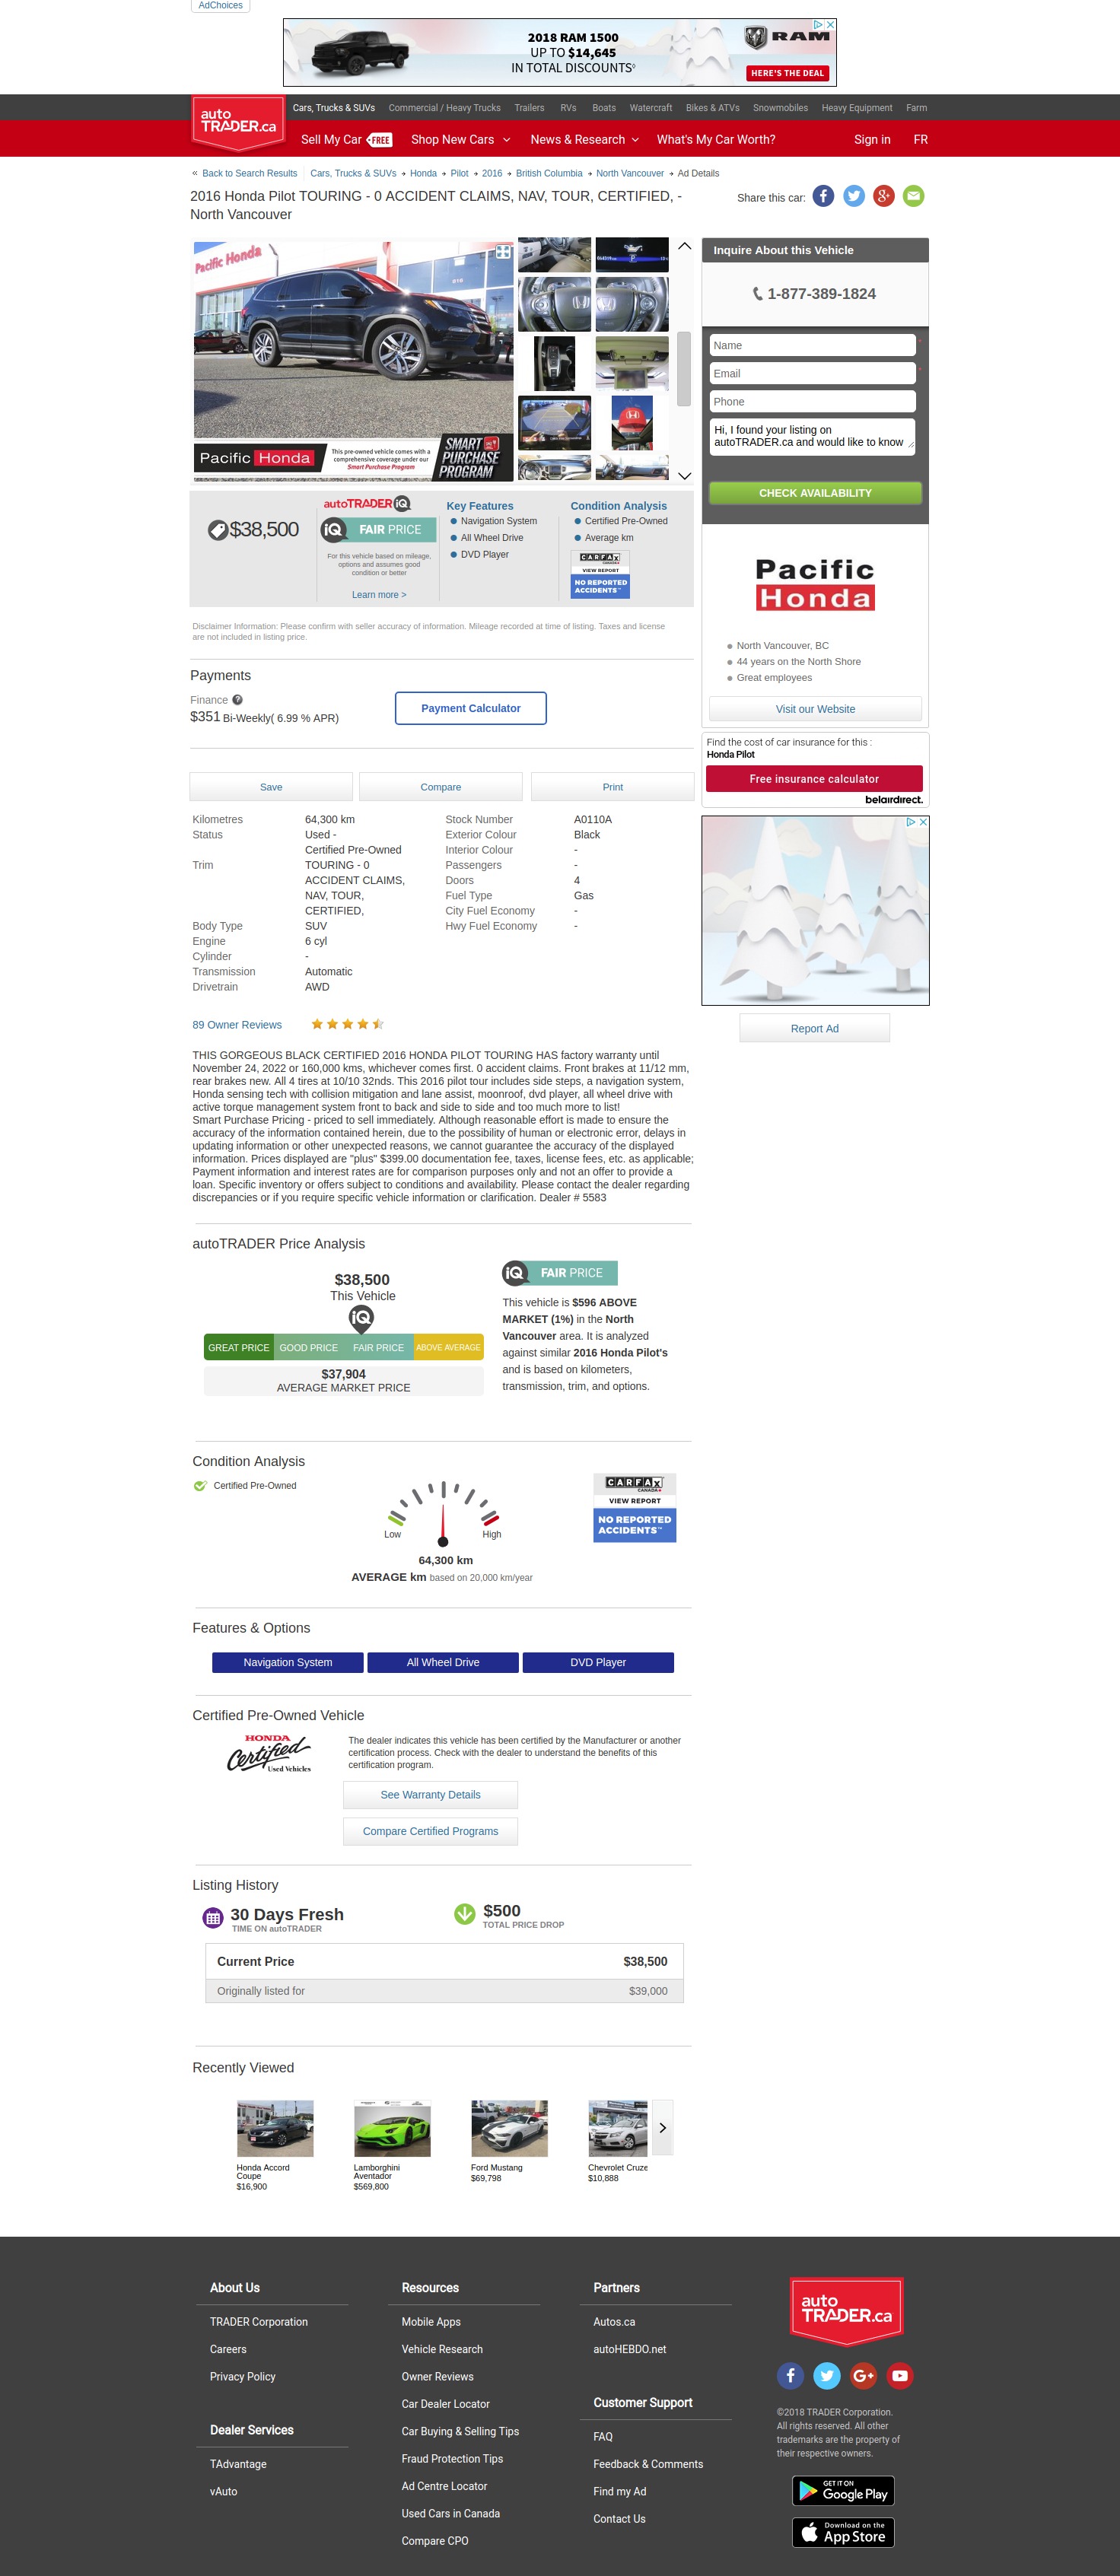 AdChoices
2018 RAM 1500
UP TO $14,645
IN TOTAL DISCOUNTS◊
RAM
HERE'S THE DEAL
auto
TRADER.ca
Cars, Trucks & SUVs
Commercial / Heavy Trucks
Trailers
RVs
Boats
Watercraft
Bikes & ATVs
Snowmobiles
Heavy Equipment
Farm
Sell My Car FREE
Shop New Cars
News & Research
What's My Car Worth?
Sign in
FR
« Back to Search Results
Cars, Trucks & SUVs
Honda
Pilot
2016
British Columbia
North Vancouver
Ad Details
2016 Honda Pilot TOURING - 0 ACCIDENT CLAIMS, NAV, TOUR, CERTIFIED, -
North Vancouver
Share this car:
Pacific Honda
Pacific Honda
This pre-owned vehicle comes with a
comprehensive coverage under our
Smart Purchase Program
SMART
PURCHASE
PROGRAM
Inquire About this Vehicle
1-877-389-1824
Name *
Email *
Phone
Hi, I found your listing on
autoTRADER.ca and would like to know
CHECK AVAILABILITY
$38,500
autoTRADER iQ
iQ FAIR PRICE
For this vehicle based on mileage,
options and assumes good
condition or better
Learn more >
Key Features
Navigation System
All Wheel Drive
DVD Player
Condition Analysis
Certified Pre-Owned
Average km
CARFAX
CANADA
VIEW REPORT
NO REPORTED
ACCIDENTS™
Pacific
Honda
North Vancouver, BC
44 years on the North Shore
Great employees
Visit our Website
Disclaimer Information: Please confirm with seller accuracy of information. Mileage recorded at time of listing. Taxes and license
are not included in listing price.
Payments
Finance ?
$351 Bi-Weekly( 6.99 % APR)
Payment Calculator
Find the cost of car insurance for this :
Honda Pilot
Free insurance calculator
belairdirect.
Save
Compare
Print
Kilometres 64,300 km
Status Used -
Certified Pre-Owned
Trim TOURING - 0
ACCIDENT CLAIMS,
NAV, TOUR,
CERTIFIED,
Body Type SUV
Engine 6 cyl
Cylinder -
Transmission Automatic
Drivetrain AWD
Stock Number A0110A
Exterior Colour Black
Interior Colour -
Passengers -
Doors 4
Fuel Type Gas
City Fuel Economy -
Hwy Fuel Economy -
Report Ad
89 Owner Reviews
THIS GORGEOUS BLACK CERTIFIED 2016 HONDA PILOT TOURING HAS factory warranty until
November 24, 2022 or 160,000 kms, whichever comes first. 0 accident claims. Front brakes at 11/12 mm,
rear brakes new. All 4 tires at 10/10 32nds. This 2016 pilot tour includes side steps, a navigation system,
Honda sensing tech with collision mitigation and lane assist, moonroof, dvd player, all wheel drive with
active torque management system front to back and side to side and too much more to list!
Smart Purchase Pricing - priced to sell immediately. Although reasonable effort is made to ensure the
accuracy of the information contained herein, due to the possibility of human or electronic error, delays in
updating information or other unexpected reasons, we cannot guarantee the accuracy of the displayed
information. Prices displayed are "plus" $399.00 documentation fee, taxes, license fees, etc. as applicable;
Payment information and interest rates are for comparison purposes only and not an offer to provide a
loan. Specific inventory or offers subject to conditions and availability. Please contact the dealer regarding
discrepancies or if you require specific vehicle information or clarification. Dealer # 5583
autoTRADER Price Analysis
$38,500
This Vehicle
iQ
GREAT PRICE
GOOD PRICE
FAIR PRICE
ABOVE AVERAGE
$37,904
AVERAGE MARKET PRICE
iQ FAIR PRICE
This vehicle is $596 ABOVE
MARKET (1%) in the North
Vancouver area. It is analyzed
against similar 2016 Honda Pilot's
and is based on kilometers,
transmission, trim, and options.
Condition Analysis
Certified Pre-Owned
Low
High
64,300 km
AVERAGE km based on 20,000 km/year
CARFAX
CANADA
VIEW REPORT
NO REPORTED
ACCIDENTS™
Features & Options
Navigation System
All Wheel Drive
DVD Player
Certified Pre-Owned Vehicle
HONDA
Certified
Used Vehicles
The dealer indicates this vehicle has been certified by the Manufacturer or another
certification process. Check with the dealer to understand the benefits of this
certification program.
See Warranty Details
Compare Certified Programs
Listing History
30 Days Fresh
TIME ON autoTRADER
$500
TOTAL PRICE DROP
Current Price $38,500
Originally listed for $39,000
Recently Viewed
Honda Accord
Coupe
$16,900
Lamborghini
Aventador
$569,800
Ford Mustang
$69,798
Chevrolet Cruze
$10,888
About Us
TRADER Corporation
Careers
Privacy Policy
Dealer Services
TAdvantage
vAuto
Resources
Mobile Apps
Vehicle Research
Owner Reviews
Car Dealer Locator
Car Buying & Selling Tips
Fraud Protection Tips
Ad Centre Locator
Used Cars in Canada
Compare CPO
Partners
Autos.ca
autoHEBDO.net
Customer Support
FAQ
Feedback & Comments
Find my Ad
Contact Us
auto
TRADER.ca
©2018 TRADER Corporation.
All rights reserved. All other
trademarks are the property of
their respective owners.
GET IT ON
Google Play
Download on the
App Store